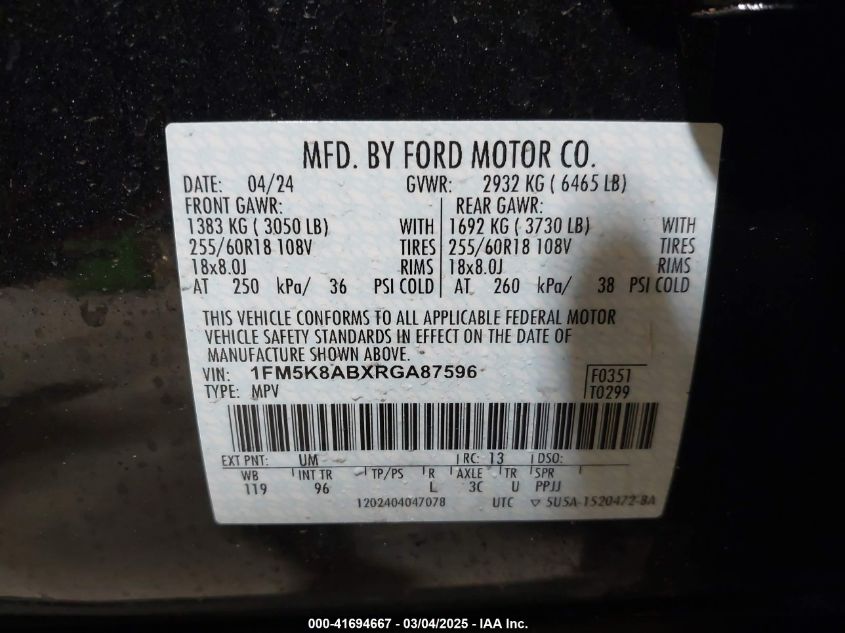 MFD. BY FORD MOTOR CO.
DATE: 04/24 GVWR: 2932 KG ( 6465 LB)
FRONT GAWR: REAR GAWR:
1383 KG ( 3050 LB) WITH 1692 KG ( 3730 LB) WITH
255/60R18 108V TIRES 255/60R18 108V TIRES
18x8.0J RIMS 18x8.0J RIMS
AT 250 kPa/ 36 PSI COLD AT 260 kPa/ 38 PSI COLD
THIS VEHICLE CONFORMS TO ALL APPLICABLE FEDERAL MOTOR
VEHICLE SAFETY STANDARDS IN EFFECT ON THE DATE OF
MANUFACTURE SHOWN ABOVE.
VIN: 1FM5K8ABXRGA87596 F0351
TYPE: MPV T0299
EXT PNT: UM RC: 13 DSO:
WB INT TR TP/PS R AXLE TR SPR
119 96 L 3C U PPJJ
1202404047078 UTC ▽ 5U5A-1520472-BA
000-41694667 - 03/04/2025 - IAA Inc.